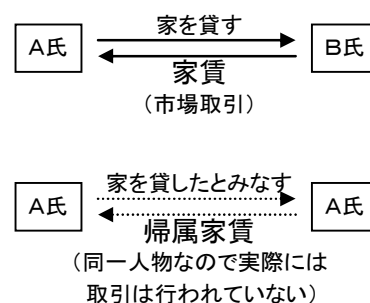 家を貸す
A氏 B氏
家賃
(市場取引)
家を貸したとみなす
A氏 A氏
帰属家賃
(同一人物なので実際には
取引は行われていない)